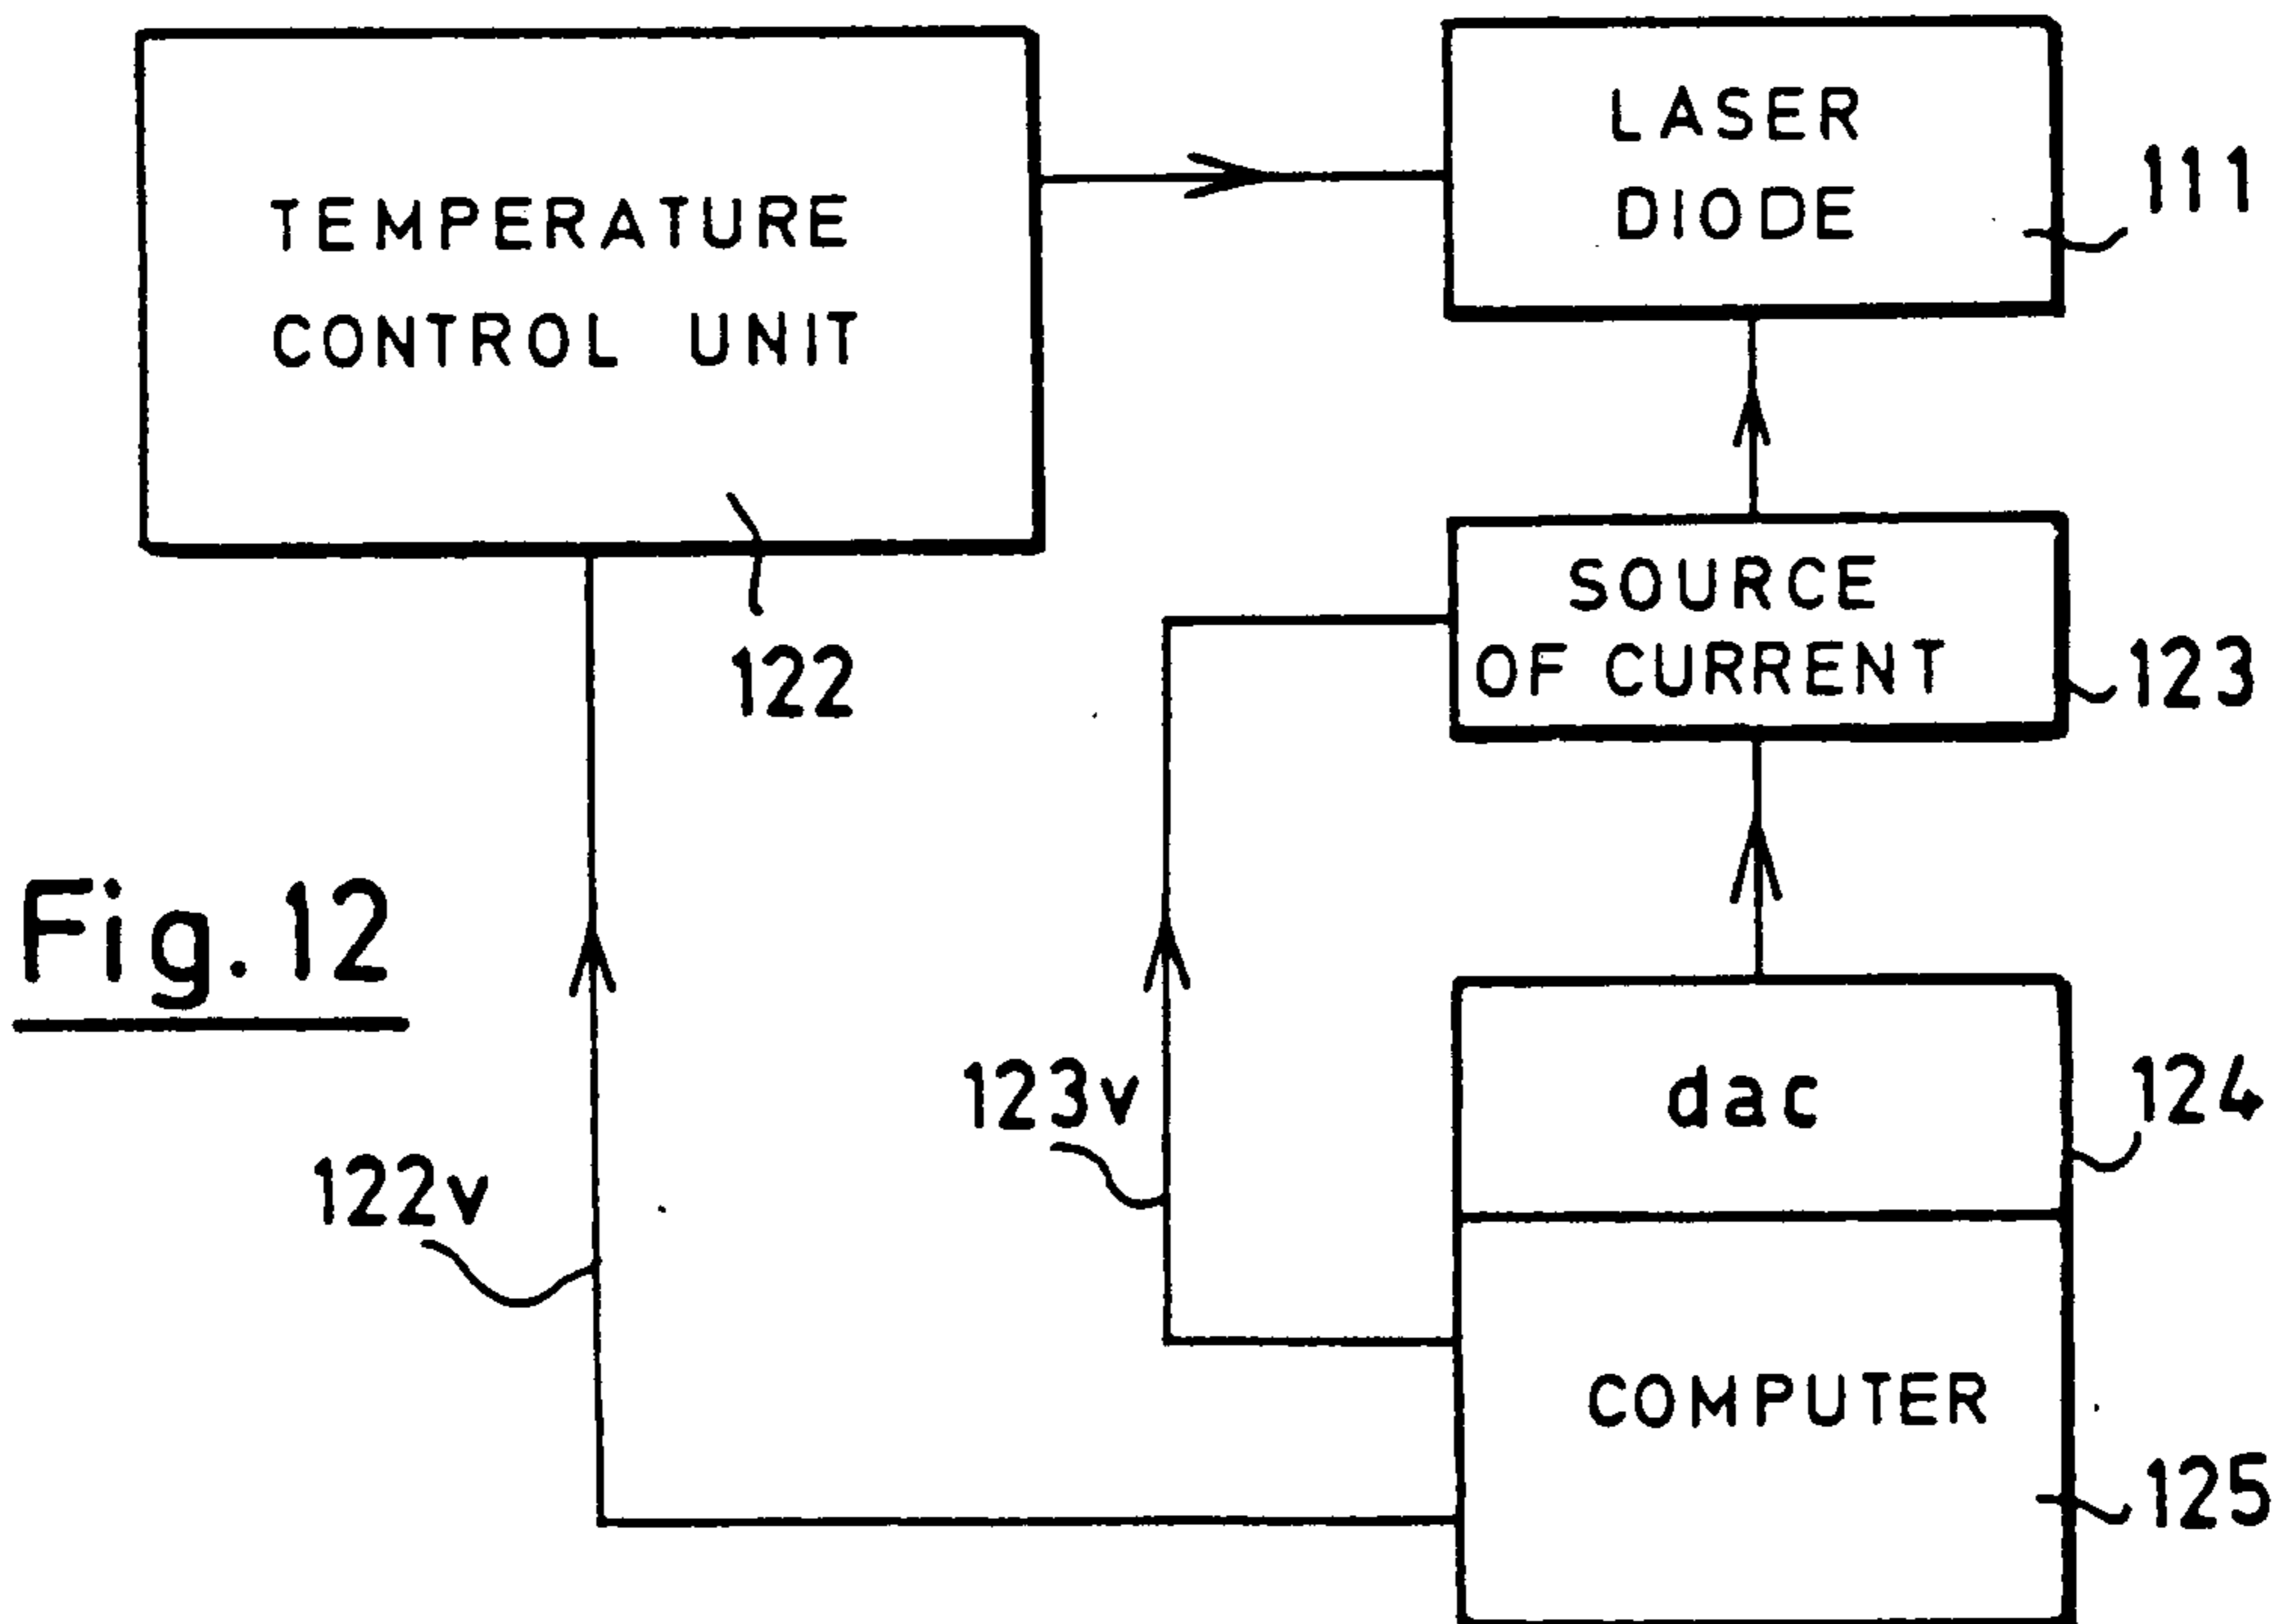 TEMPERATURE
CONTROL UNIT
122
LASER
DIODE
111
SOURCE
OF CURRENT
123
Fig. 12
122v
123v
dac
124
COMPUTER
125